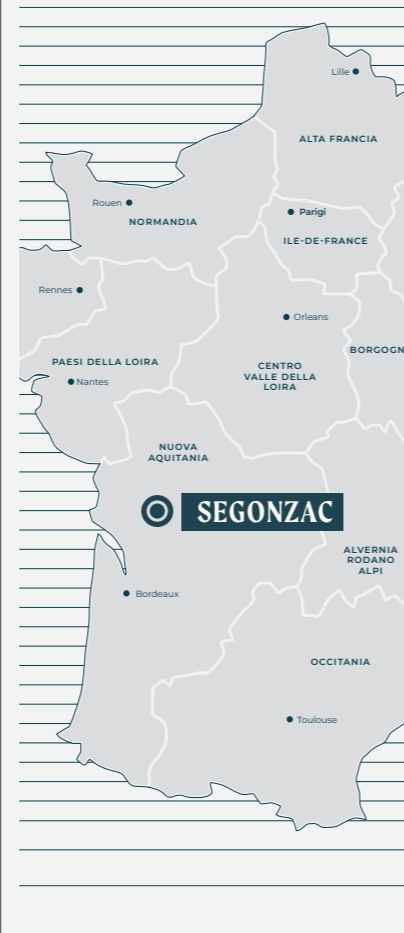 Lille
ALTA FRANCIA
Rouen
NORMANDIA
Parigi
ILE-DE-FRANCE
Rennes
Orleans
BORGOGN
PAESI DELLA LOIRA
Nantes
CENTRO
VALLE DELLA
LOIRA
NUOVA
AQUITANIA
SEGONZAC
ALVERNIA
RODANO
ALPI
Bordeaux
OCCITANIA
Toulouse